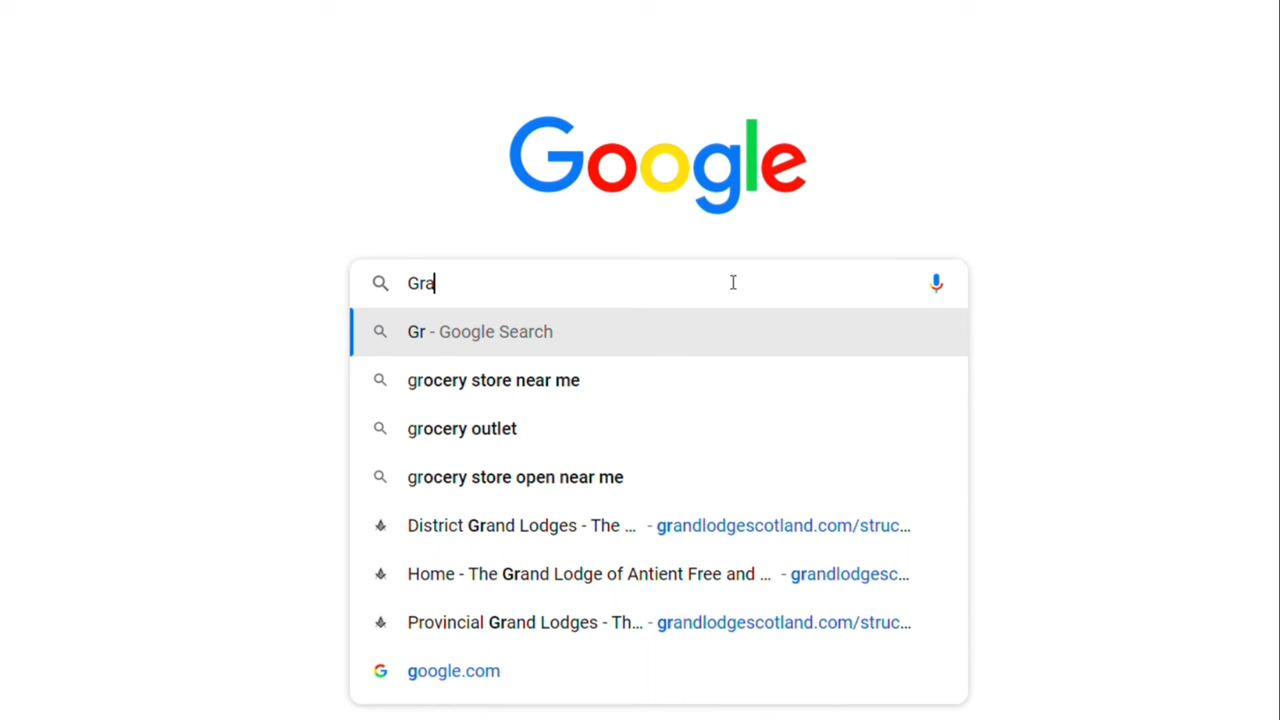 Google
Gra
Gr - Google Search
grocery store near me
grocery outlet
grocery store open near me
District Grand Lodges - The ... - grandlodgescotland.com/struc...
Home - The Grand Lodge of Antient Free and ... - grandlodgesc...
Provincial Grand Lodges - Th... - grandlodgescotland.com/struc...
google.com